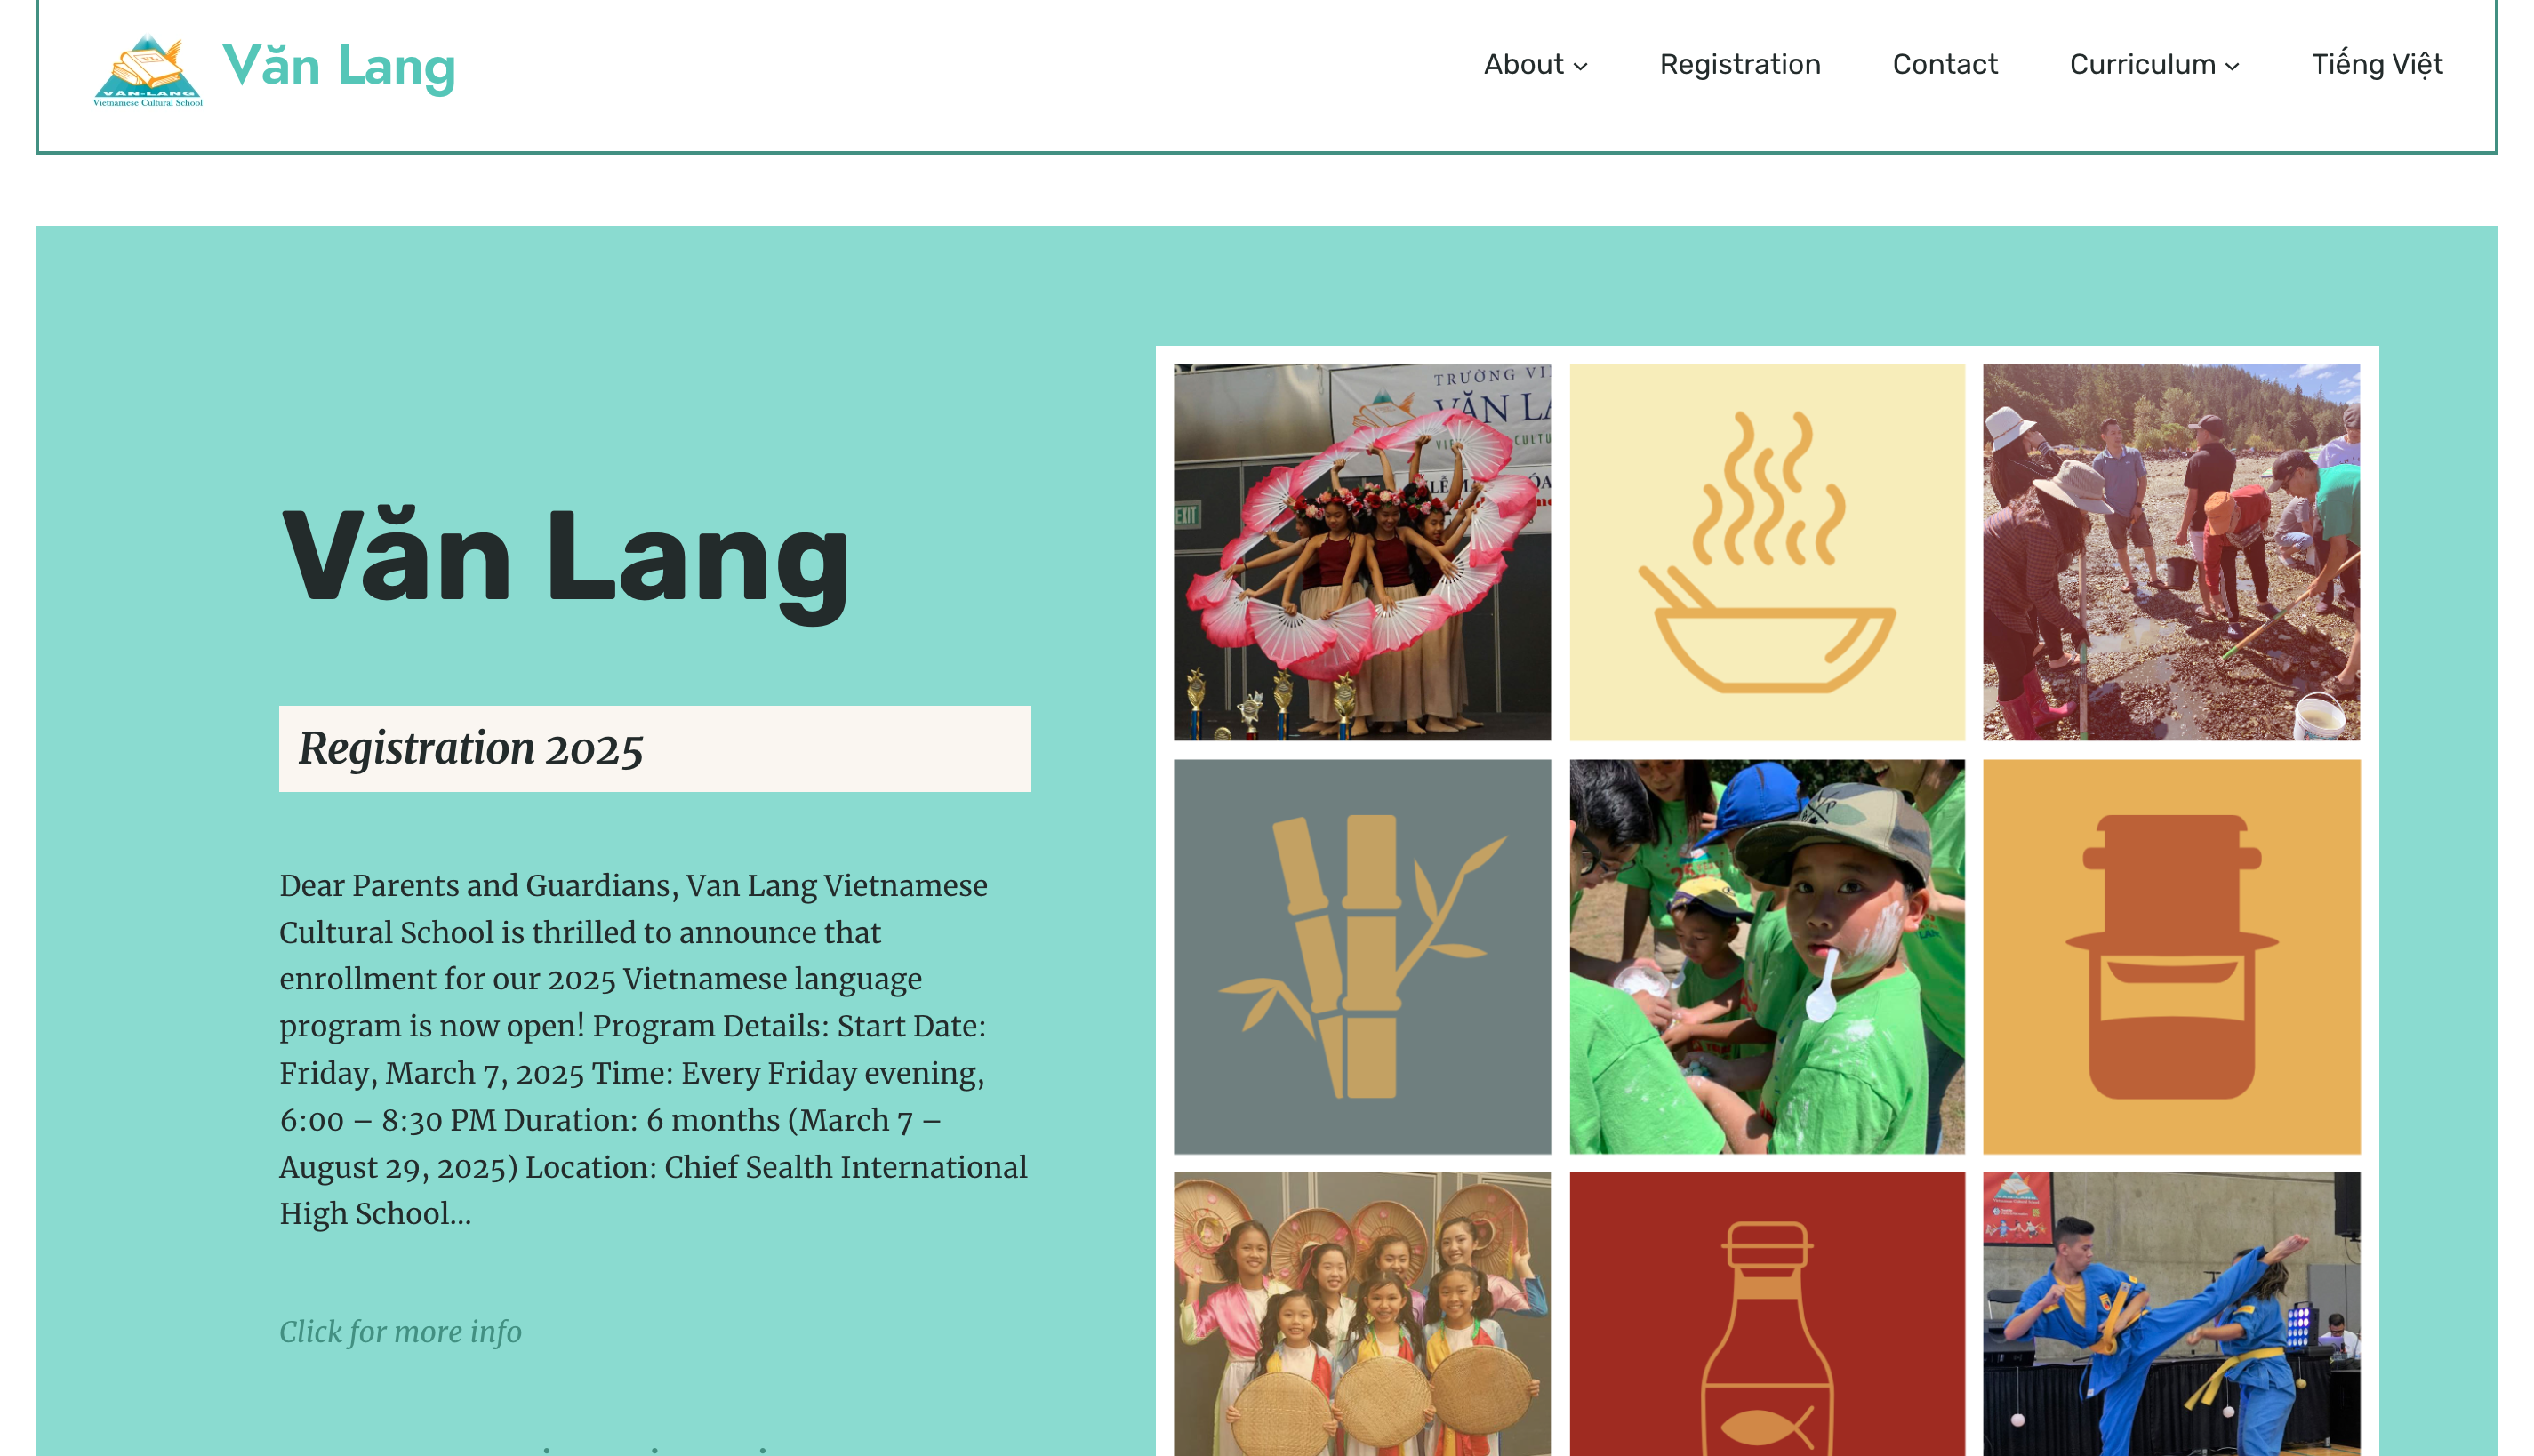 VĂN-LANG
Vietnamese Cultural School
Văn Lang
About
Registration
Contact
Curriculum
Tiếng Việt
Văn Lang
Registration 2025
Dear Parents and Guardians, Van Lang Vietnamese
Cultural School is thrilled to announce that
enrollment for our 2025 Vietnamese language
program is now open! Program Details: Start Date:
Friday, March 7, 2025 Time: Every Friday evening,
6:00 – 8:30 PM Duration: 6 months (March 7 –
August 29, 2025) Location: Chief Sealth International
High School...
Click for more info
TRƯỜNG VI
VĂN LA
EXIT